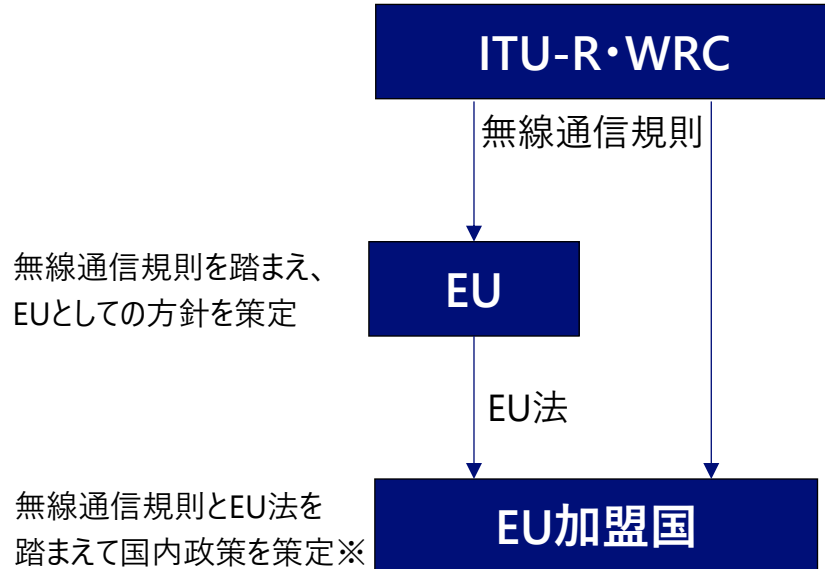 ITU-R・WRC
無線通信規則
無線通信規則を踏まえ、
EUとしての方針を策定
EU
EU法
無線通信規則とEU法を
踏まえて国内政策を策定※
EU加盟国